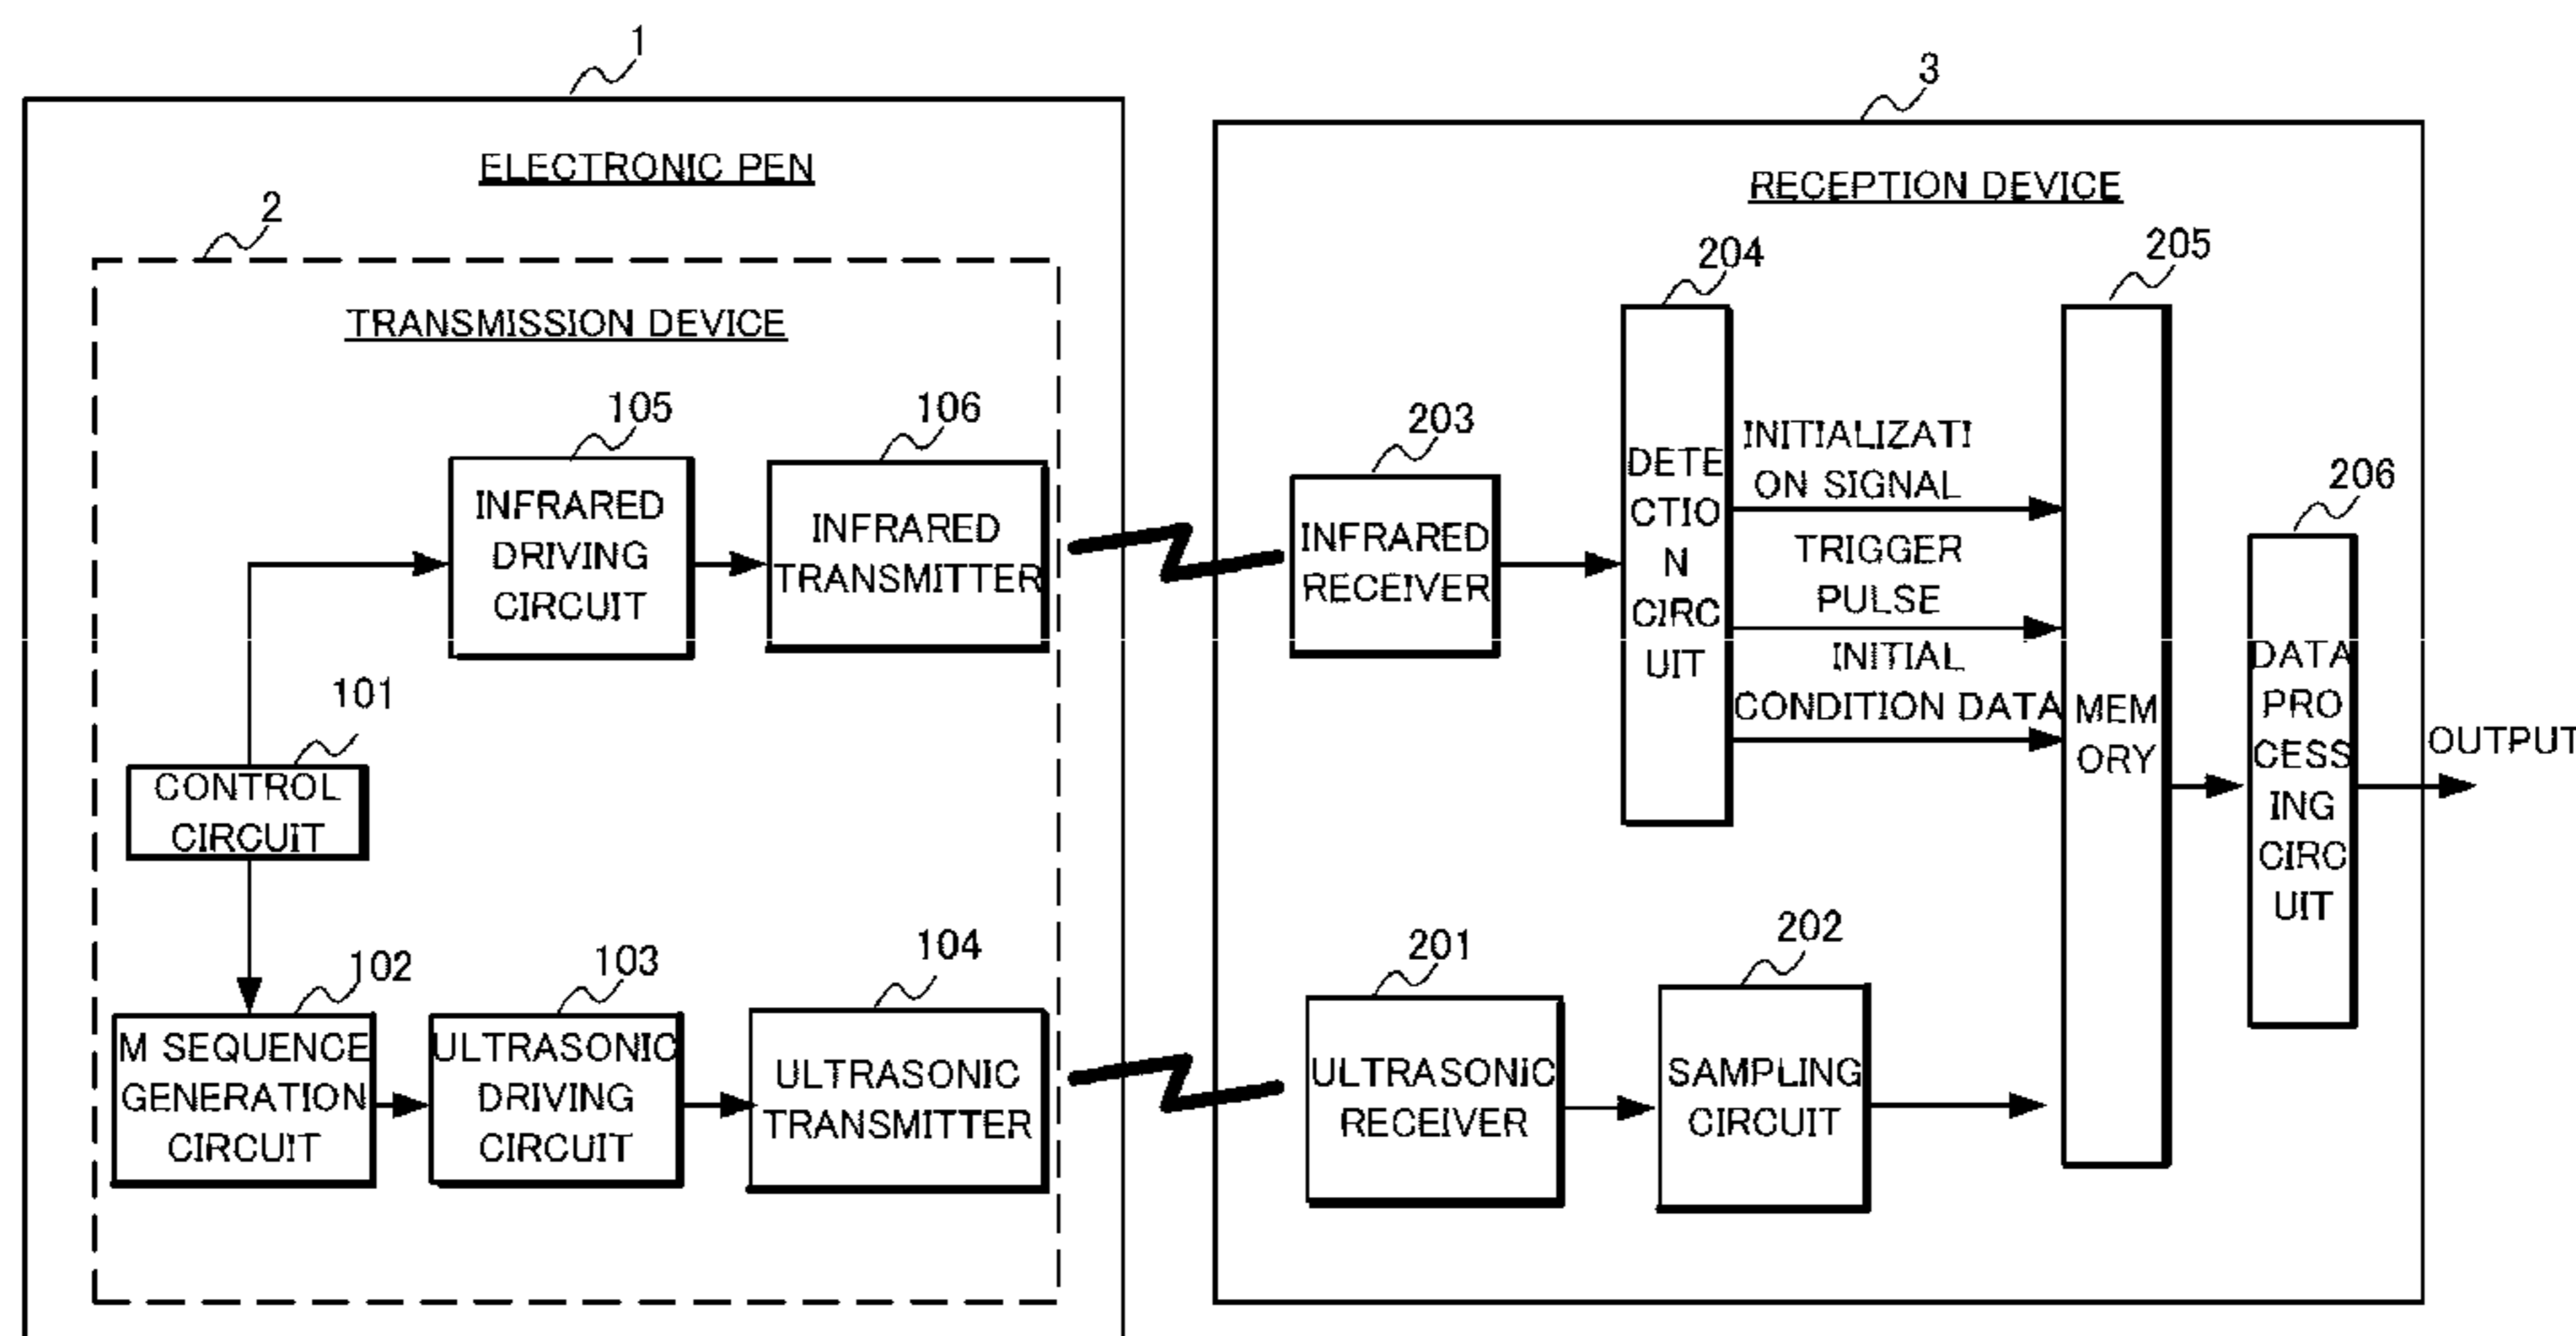 1
ELECTRONIC PEN
2
TRANSMISSION DEVICE
105
INFRARED
DRIVING
CIRCUIT
106
INFRARED
TRANSMITTER
101
CONTROL
CIRCUIT
102
M SEQUENCE
GENERATION
CIRCUIT
103
ULTRASONIC
DRIVING
CIRCUIT
104
ULTRASONIC
TRANSMITTER
3
RECEPTION DEVICE
203
INFRARED
RECEIVER
204
DETE
CTIO
N
CIRC
UIT
INITIALIZATI
ON SIGNAL
TRIGGER
PULSE
INITIAL
CONDITION DATA
205
MEM
ORY
206
DATA
PRO
CESS
ING
CIRC
UIT
OUTPUT
201
ULTRASONIC
RECEIVER
202
SAMPLING
CIRCUIT